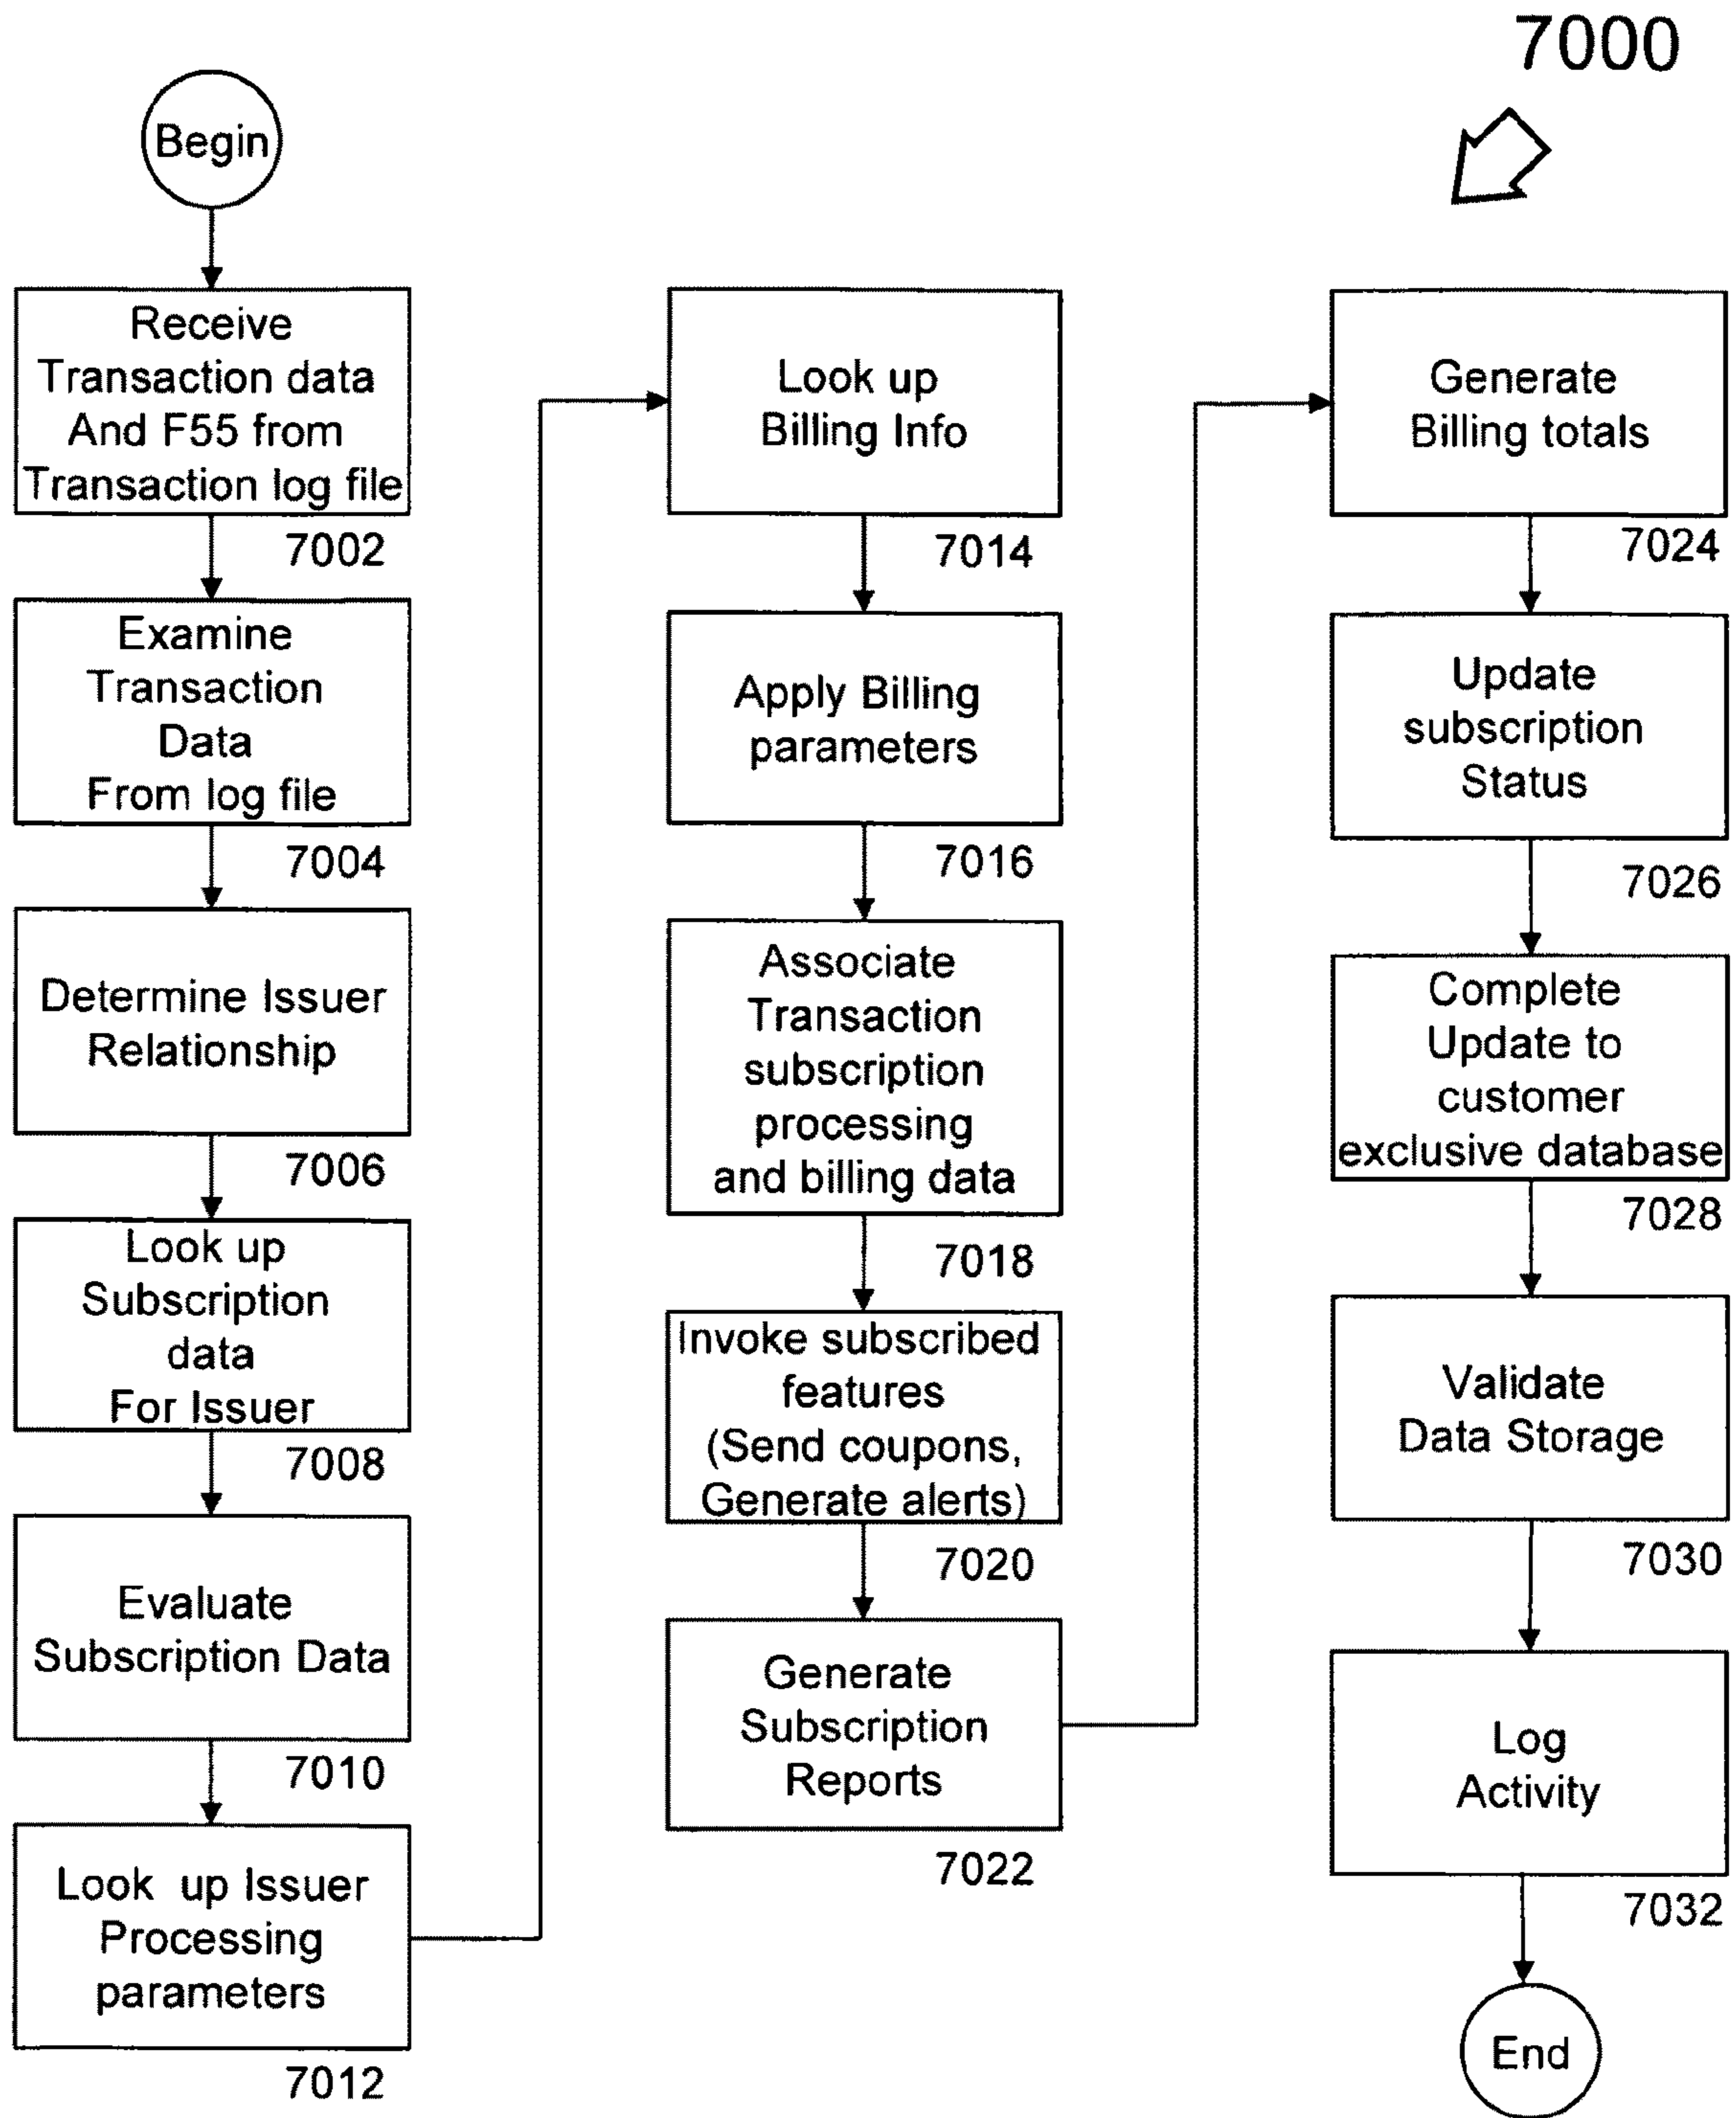 7000
Begin
Receive
Transaction data
And F55 from
Transaction log file
7002
Examine
Transaction
Data
From log file
7004
Determine Issuer
Relationship
7006
Look up
Subscription
data
For Issuer
7008
Evaluate
Subscription Data
7010
Look up Issuer
Processing
parameters
7012
Look up
Billing Info
7014
Apply Billing
parameters
7016
Associate
Transaction
subscription
processing
and billing data
7018
Invoke subscribed
features
(Send coupons,
Generate alerts)
7020
Generate
Subscription
Reports
7022
Generate
Billing totals
7024
Update
subscription
Status
7026
Complete
Update to
customer
exclusive database
7028
Validate
Data Storage
7030
Log
Activity
7032
End